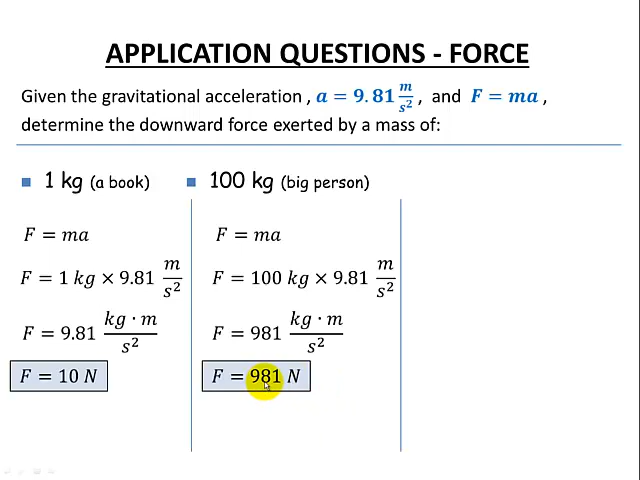 APPLICATION QUESTIONS - FORCE
Given the gravitational acceleration , a = 9.81 m/s² , and F = ma ,
determine the downward force exerted by a mass of:
1 kg (a book)
F = ma
F = 1 kg × 9.81 m/s²
F = 9.81 kg · m/s²
F = 10 N
100 kg (big person)
F = ma
F = 100 kg × 9.81 m/s²
F = 981 kg · m/s²
F = 981 N